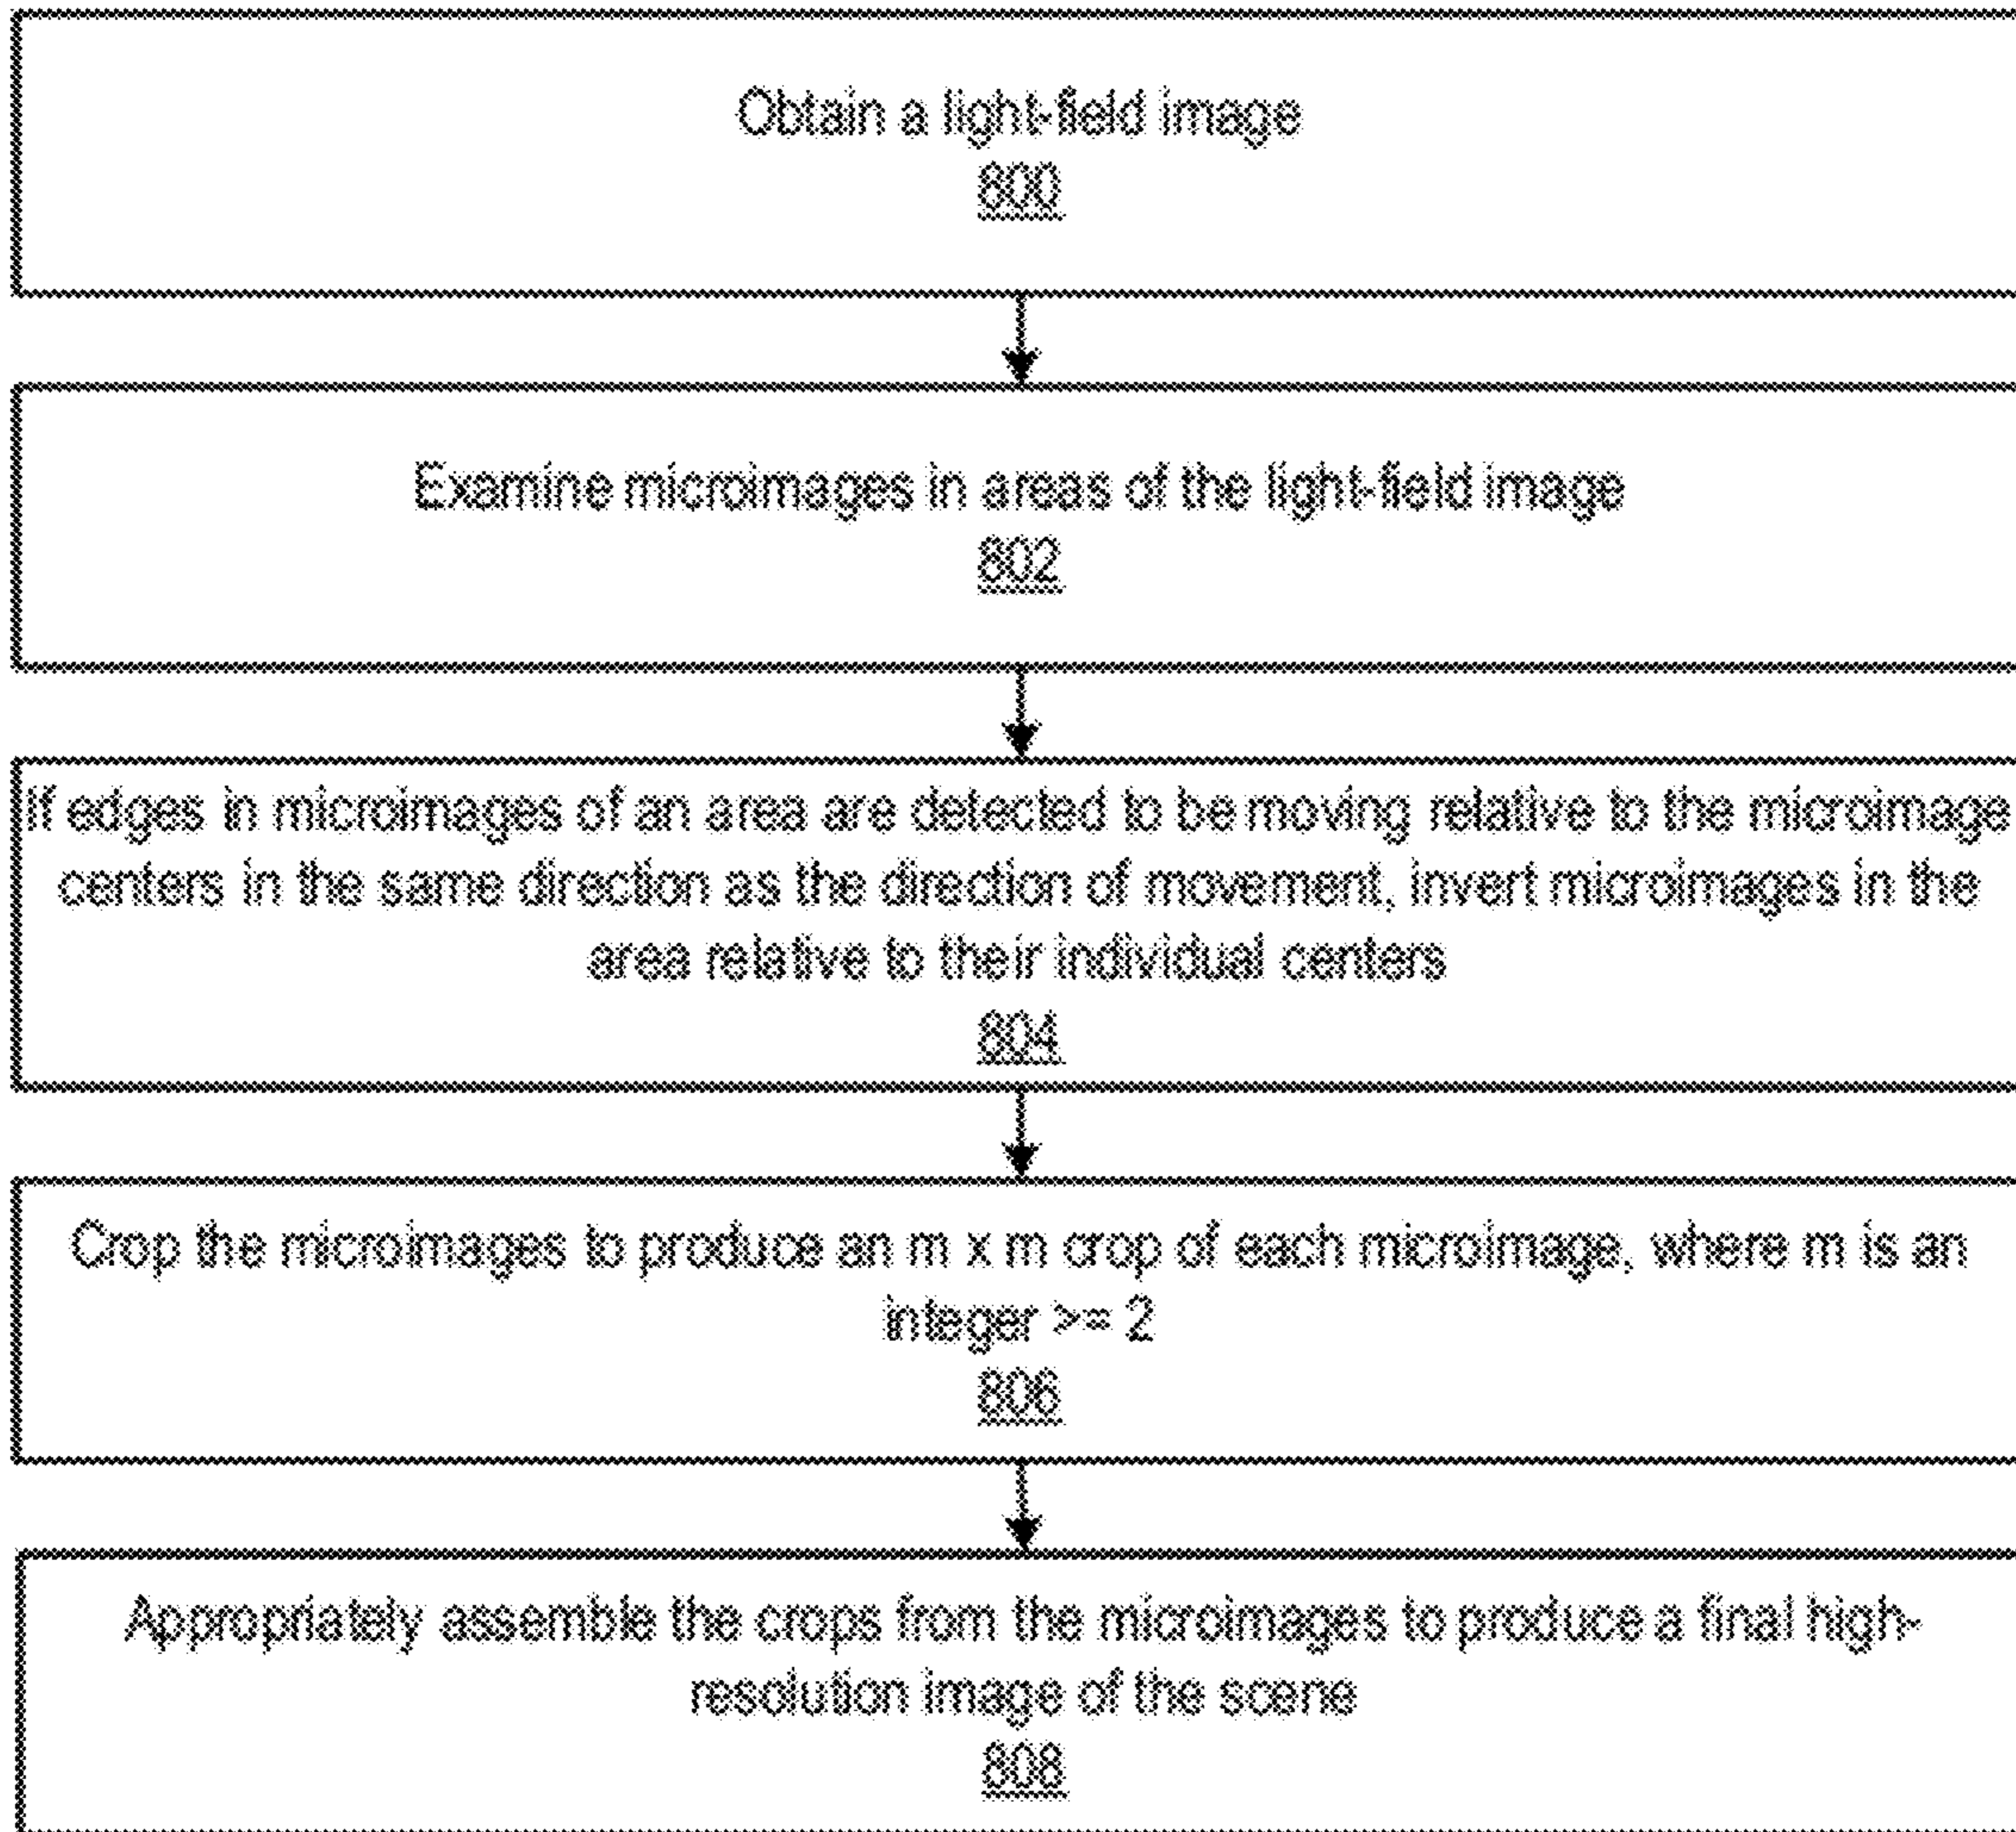 Obtain a light-field image
800
Examine microimages in areas of the light-field image
802
If edges in microimages of an area are detected to be moving relative to the microimage
centers in the same direction as the direction of movement, invert microimages in the
area relative to their individual centers
804
Crop the microimages to produce an m x m crop of each microimage, where m is an
integer >= 2
806
Appropriately assemble the crops from the microimages to produce a final high-
resolution image of the scene
808